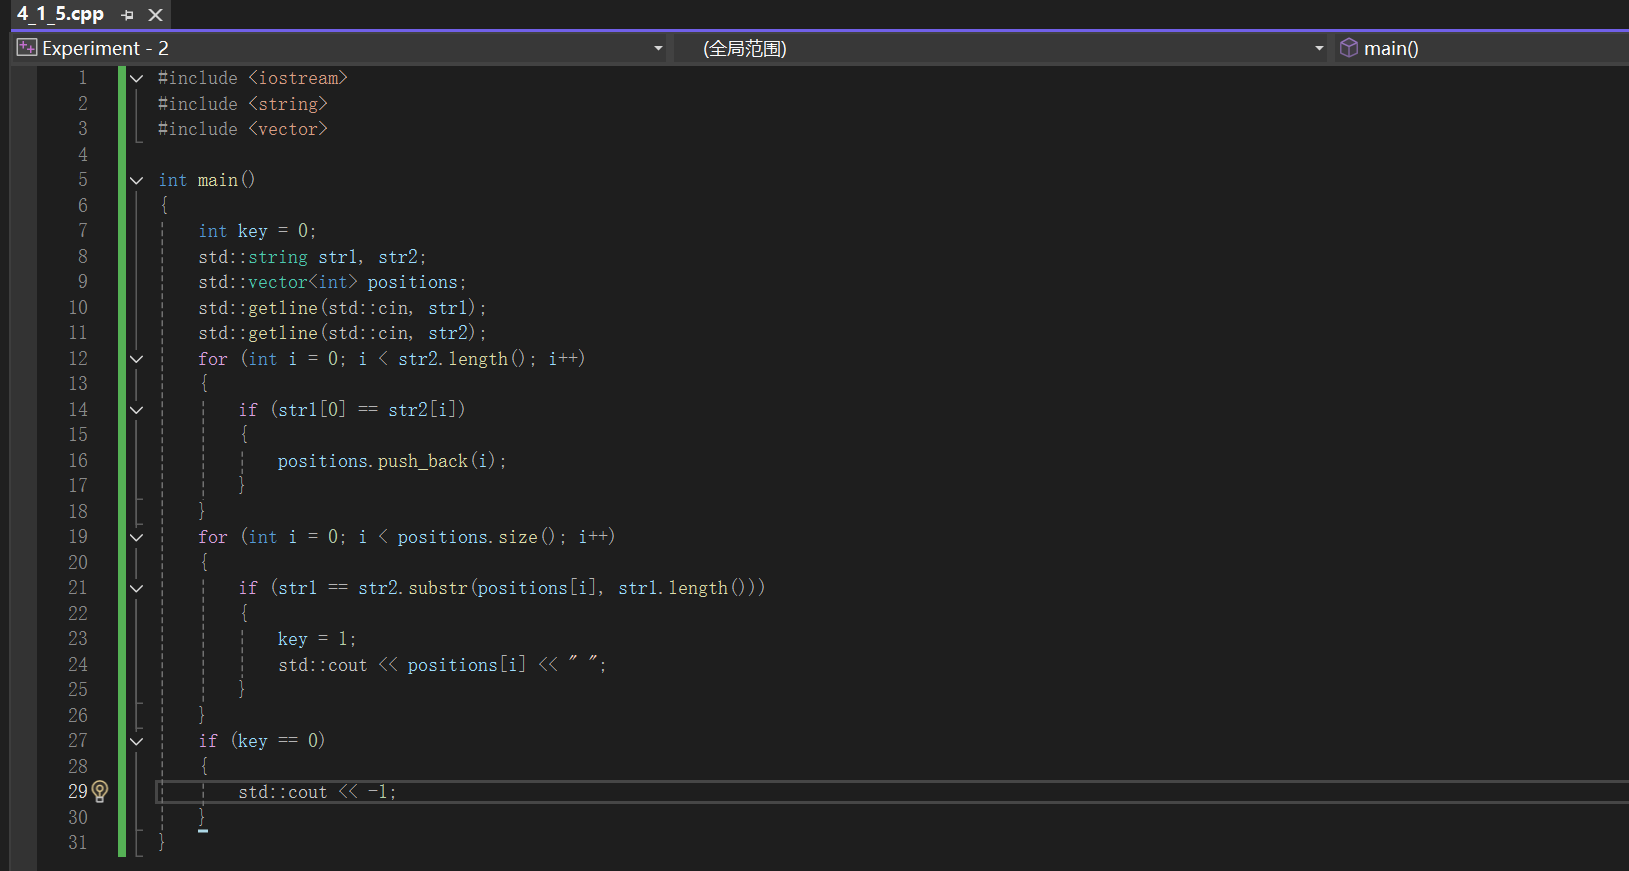 4_1_5.cpp
Experiment - 2 (全局范围) main()
1 #include <iostream>
2 #include <string>
3 #include <vector>
4
5 int main()
6 {
7 int key = 0;
8 std::string str1, str2;
9 std::vector<int> positions;
10 std::getline(std::cin, str1);
11 std::getline(std::cin, str2);
12 for (int i = 0; i < str2.length(); i++)
13 {
14 if (str1[0] == str2[i])
15 {
16 positions.push_back(i);
17 }
18 }
19 for (int i = 0; i < positions.size(); i++)
20 {
21 if (str1 == str2.substr(positions[i], str1.length()))
22 {
23 key = 1;
24 std::cout << positions[i] << " ";
25 }
26 }
27 if (key == 0)
28 {
29 std::cout << -1;
30 }
31 }